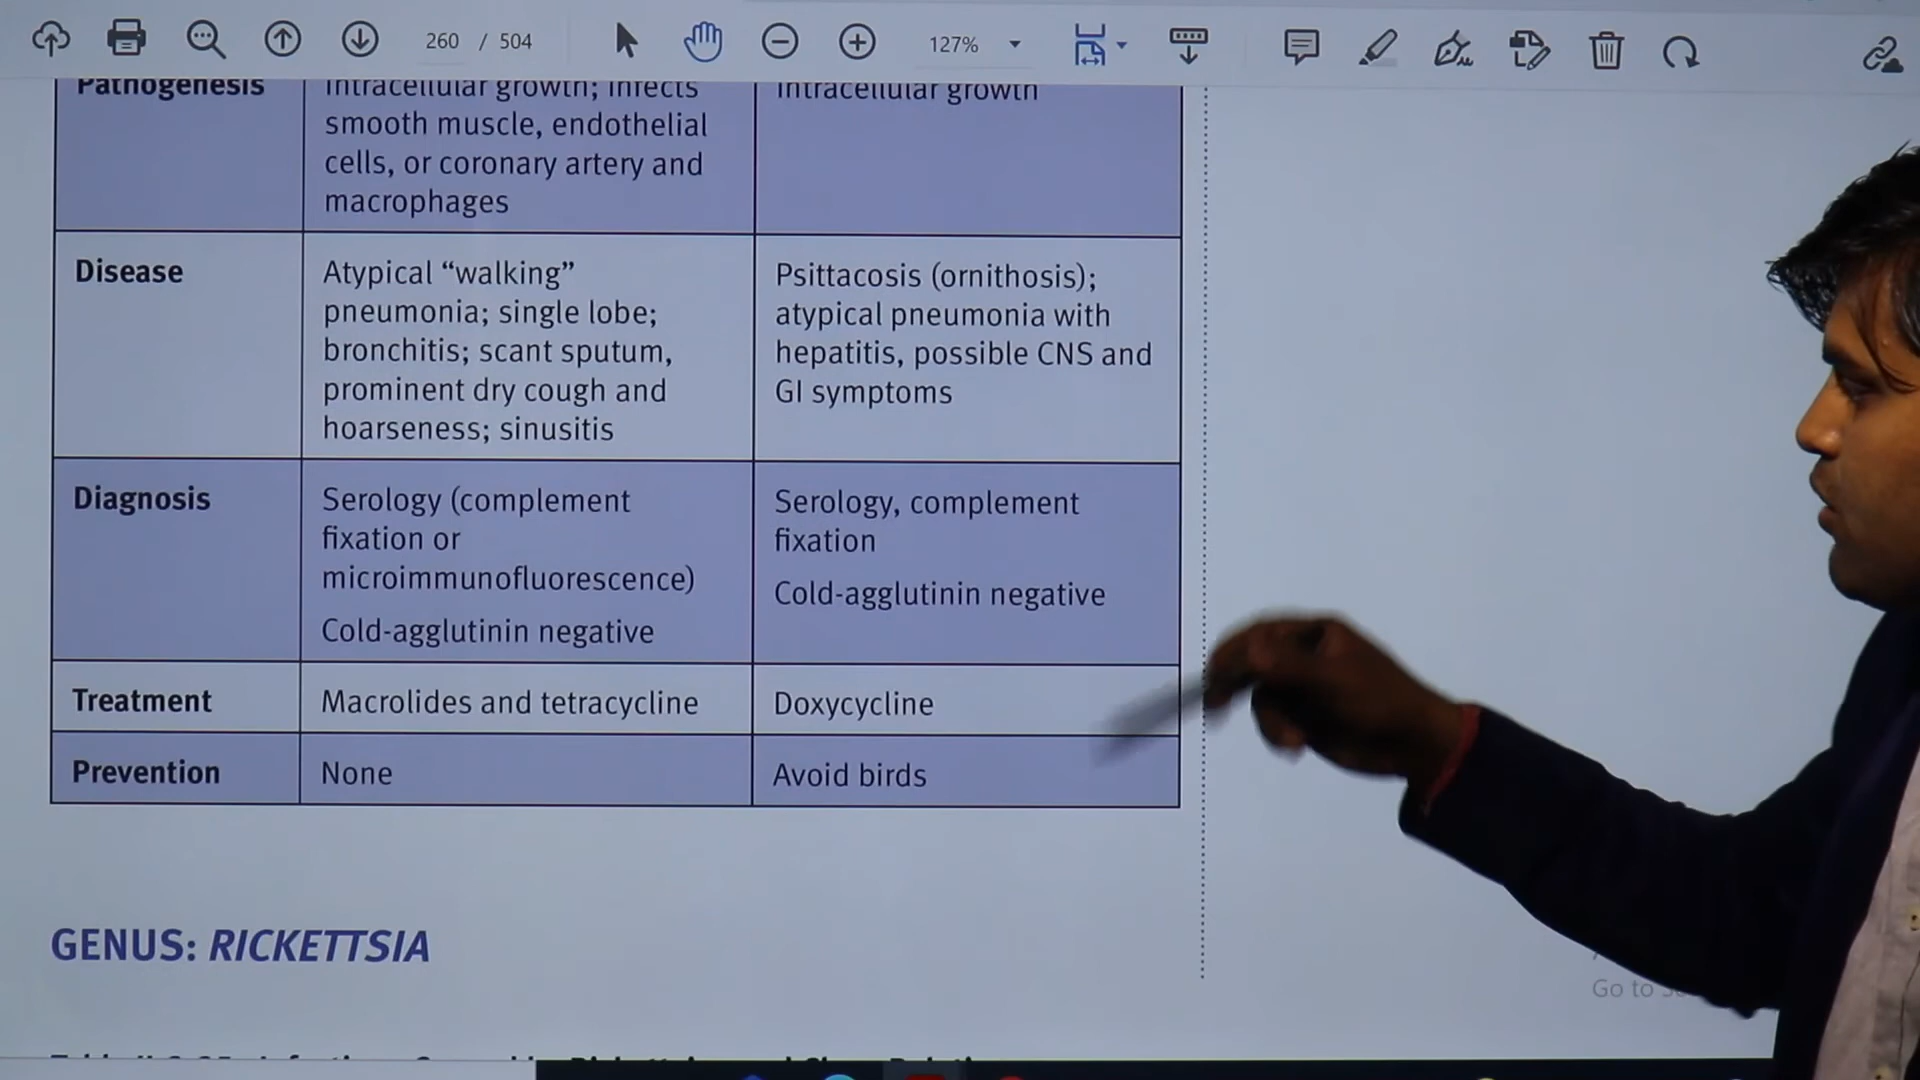 260 / 504
127%
Pathogenesis
Intracellular growth; infects
smooth muscle, endothelial
cells, or coronary artery and
macrophages
Intracellular growth
Disease
Atypical “walking”
pneumonia; single lobe;
bronchitis; scant sputum,
prominent dry cough and
hoarseness; sinusitis
Psittacosis (ornithosis);
atypical pneumonia with
hepatitis, possible CNS and
GI symptoms
Diagnosis
Serology (complement
fixation or
microimmunofluorescence)
Cold-agglutinin negative
Serology, complement
fixation
Cold-agglutinin negative
Treatment
Macrolides and tetracycline
Doxycycline
Prevention
None
Avoid birds
GENUS: RICKETTSIA
Go to